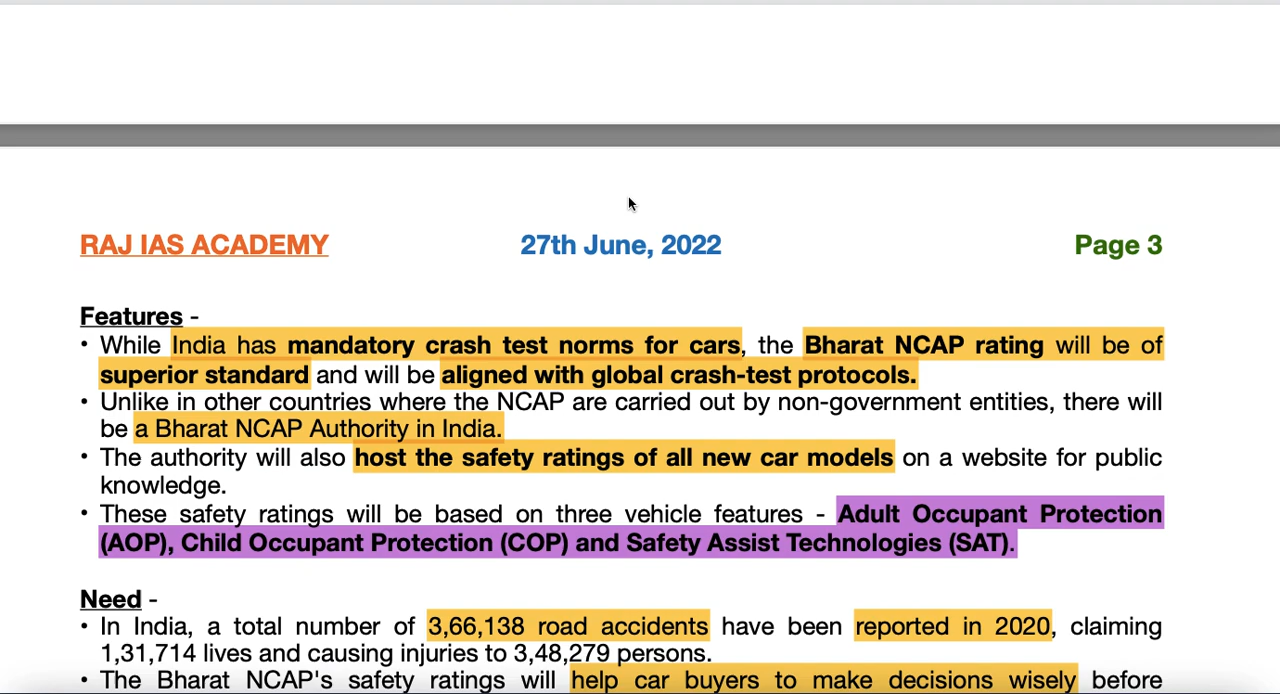 RAJ IAS ACADEMY 27th June, 2022 Page 3
Features -
• While India has mandatory crash test norms for cars, the Bharat NCAP rating will be of
superior standard and will be aligned with global crash-test protocols.
• Unlike in other countries where the NCAP are carried out by non-government entities, there will
be a Bharat NCAP Authority in India.
• The authority will also host the safety ratings of all new car models on a website for public
knowledge.
• These safety ratings will be based on three vehicle features - Adult Occupant Protection
(AOP), Child Occupant Protection (COP) and Safety Assist Technologies (SAT).
Need -
• In India, a total number of 3,66,138 road accidents have been reported in 2020, claiming
1,31,714 lives and causing injuries to 3,48,279 persons.
• The Bharat NCAP's safety ratings will help car buyers to make decisions wisely before